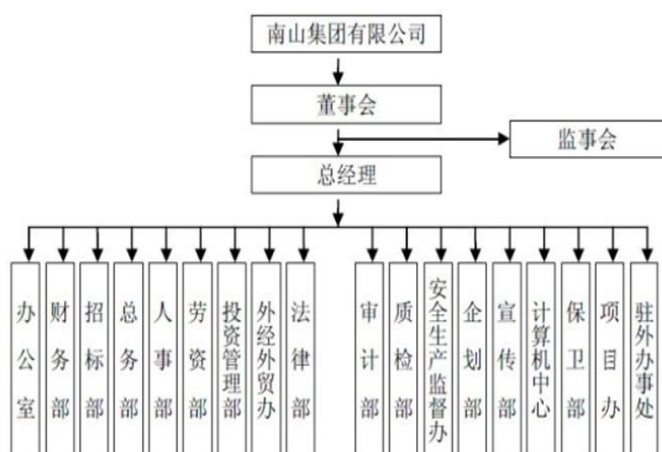 南山集团有限公司
董事会
监事会
总经理
办公室
财务部
招标部
总务部
人事部
劳资部
投资管理部
外经外贸办
法律部
审计部
质检部
安全生产监督办
企划部
宣传部
计算机中心
保卫部
项目办
驻外办事处